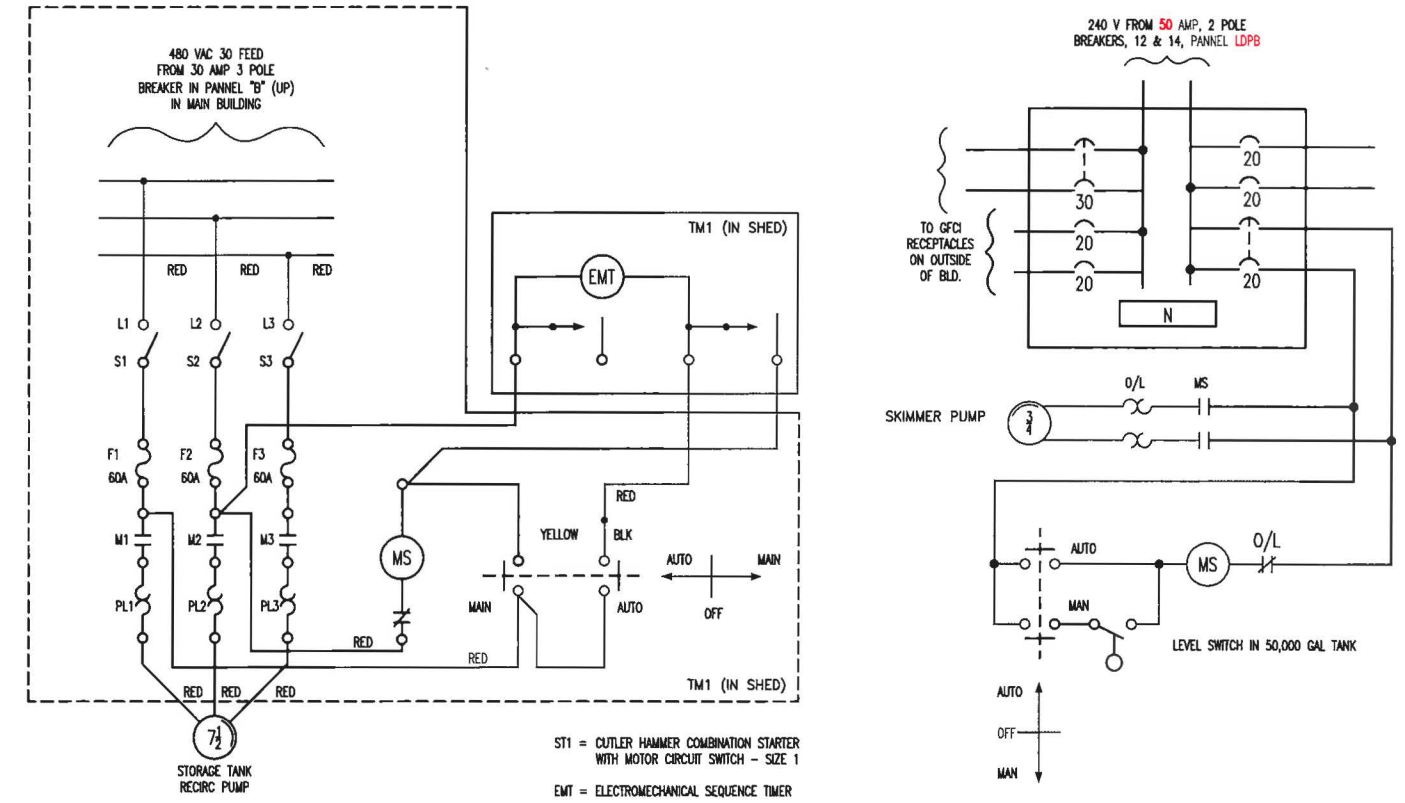 480 VAC 30 FEED
FROM 30 AMP 3 POLE
BREAKER IN PANNEL "B" (UP)
IN MAIN BUILDING
RED RED RED
L1 L2 L3
S1 S2 S3
F1 F2 F3
60A 60A 60A
M1 M2 M3
PL1 PL2 PL3
RED RED RED
7 1/2
STORAGE TANK
RECIRC PUMP
TM1 (IN SHED)
EMT
RED
YELLOW BLK
MS
MAIN AUTO
RED
RED
AUTO MAIN
OFF
TM1 (IN SHED)
ST1 = CUTLER HAMMER COMBINATION STARTER
WITH MOTOR CIRCUIT SWITCH - SIZE 1
EMT = ELECTROMECHANICAL SEQUENCE TIMER
240 V FROM 50 AMP, 2 POLE
BREAKERS, 12 & 14, PANNEL LDPB
20
30 20
20
20 20
TO GFCI
RECEPTACLES
ON OUTSIDE
OF BLD.
N
O/L MS
SKIMMER PUMP
3/4
AUTO
MS
O/L
MAN
LEVEL SWITCH IN 50,000 GAL TANK
AUTO
OFF
MAN